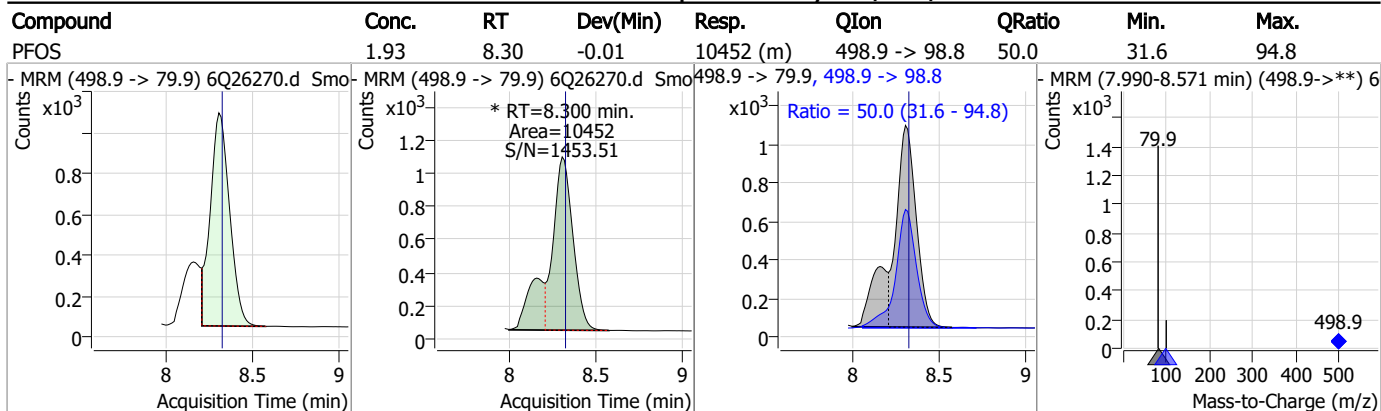 Compound Conc. RT Dev(Min) Resp. QIon QRatio Min. Max.
PFOS 1.93 8.30 -0.01 10452 (m) 498.9 -> 98.8 50.0 31.6 94.8
- MRM (498.9 -> 79.9) 6Q26270.d Smo
Counts
x10³
0.8
0.6
0.4
0.2
0
8 8.5 9
Acquisition Time (min)
- MRM (498.9 -> 79.9) 6Q26270.d Smo
Counts
x10³
* RT=8.300 min.
Area=10452
S/N=1453.51
1.2
1
0.8
0.6
0.4
0.2
0
8 8.5 9
Acquisition Time (min)
498.9 -> 79.9, 498.9 -> 98.8
x10³
Ratio = 50.0 (31.6 - 94.8)
1
0.8
0.6
0.4
0.2
0
8 8.5 9
Acquisition Time (min)
- MRM (7.990-8.571 min) (498.9->**) 6
Counts
x10³
79.9
1.4
1.2
1
0.8
0.6
0.4
0.2
0
498.9
100 200 300 400 500
Mass-to-Charge (m/z)